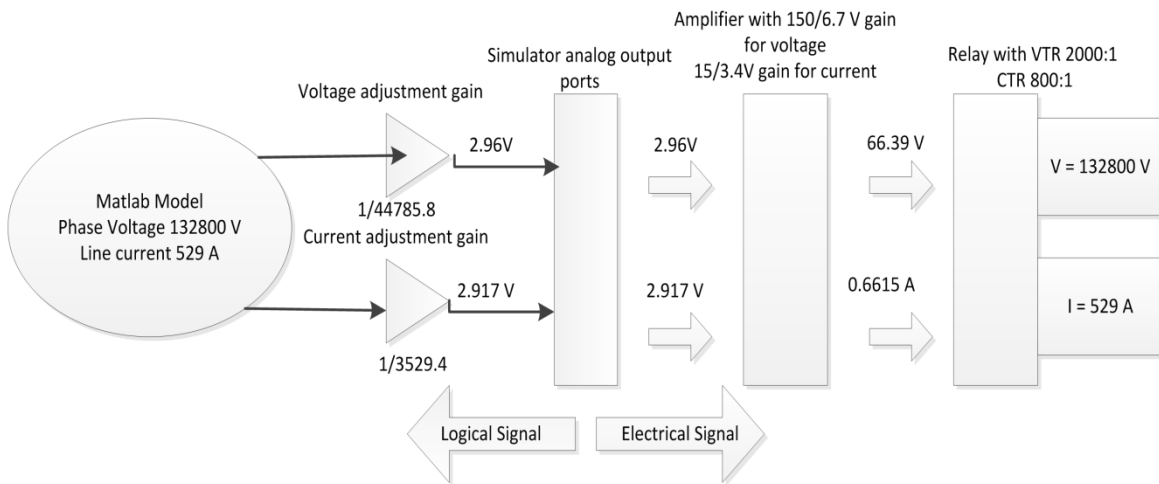 Amplifier with 150/6.7 V gain
for voltage
15/3.4V gain for current
Simulator analog output
ports
Relay with VTR 2000:1
CTR 800:1
Voltage adjustment gain
2.96V
2.96V
66.39 V
V = 132800 V
Matlab Model
Phase Voltage 132800 V
Line current 529 A
1/44785.8
Current adjustment gain
2.917 V
2.917 V
0.6615 A
I = 529 A
1/3529.4
Logical Signal
Electrical Signal